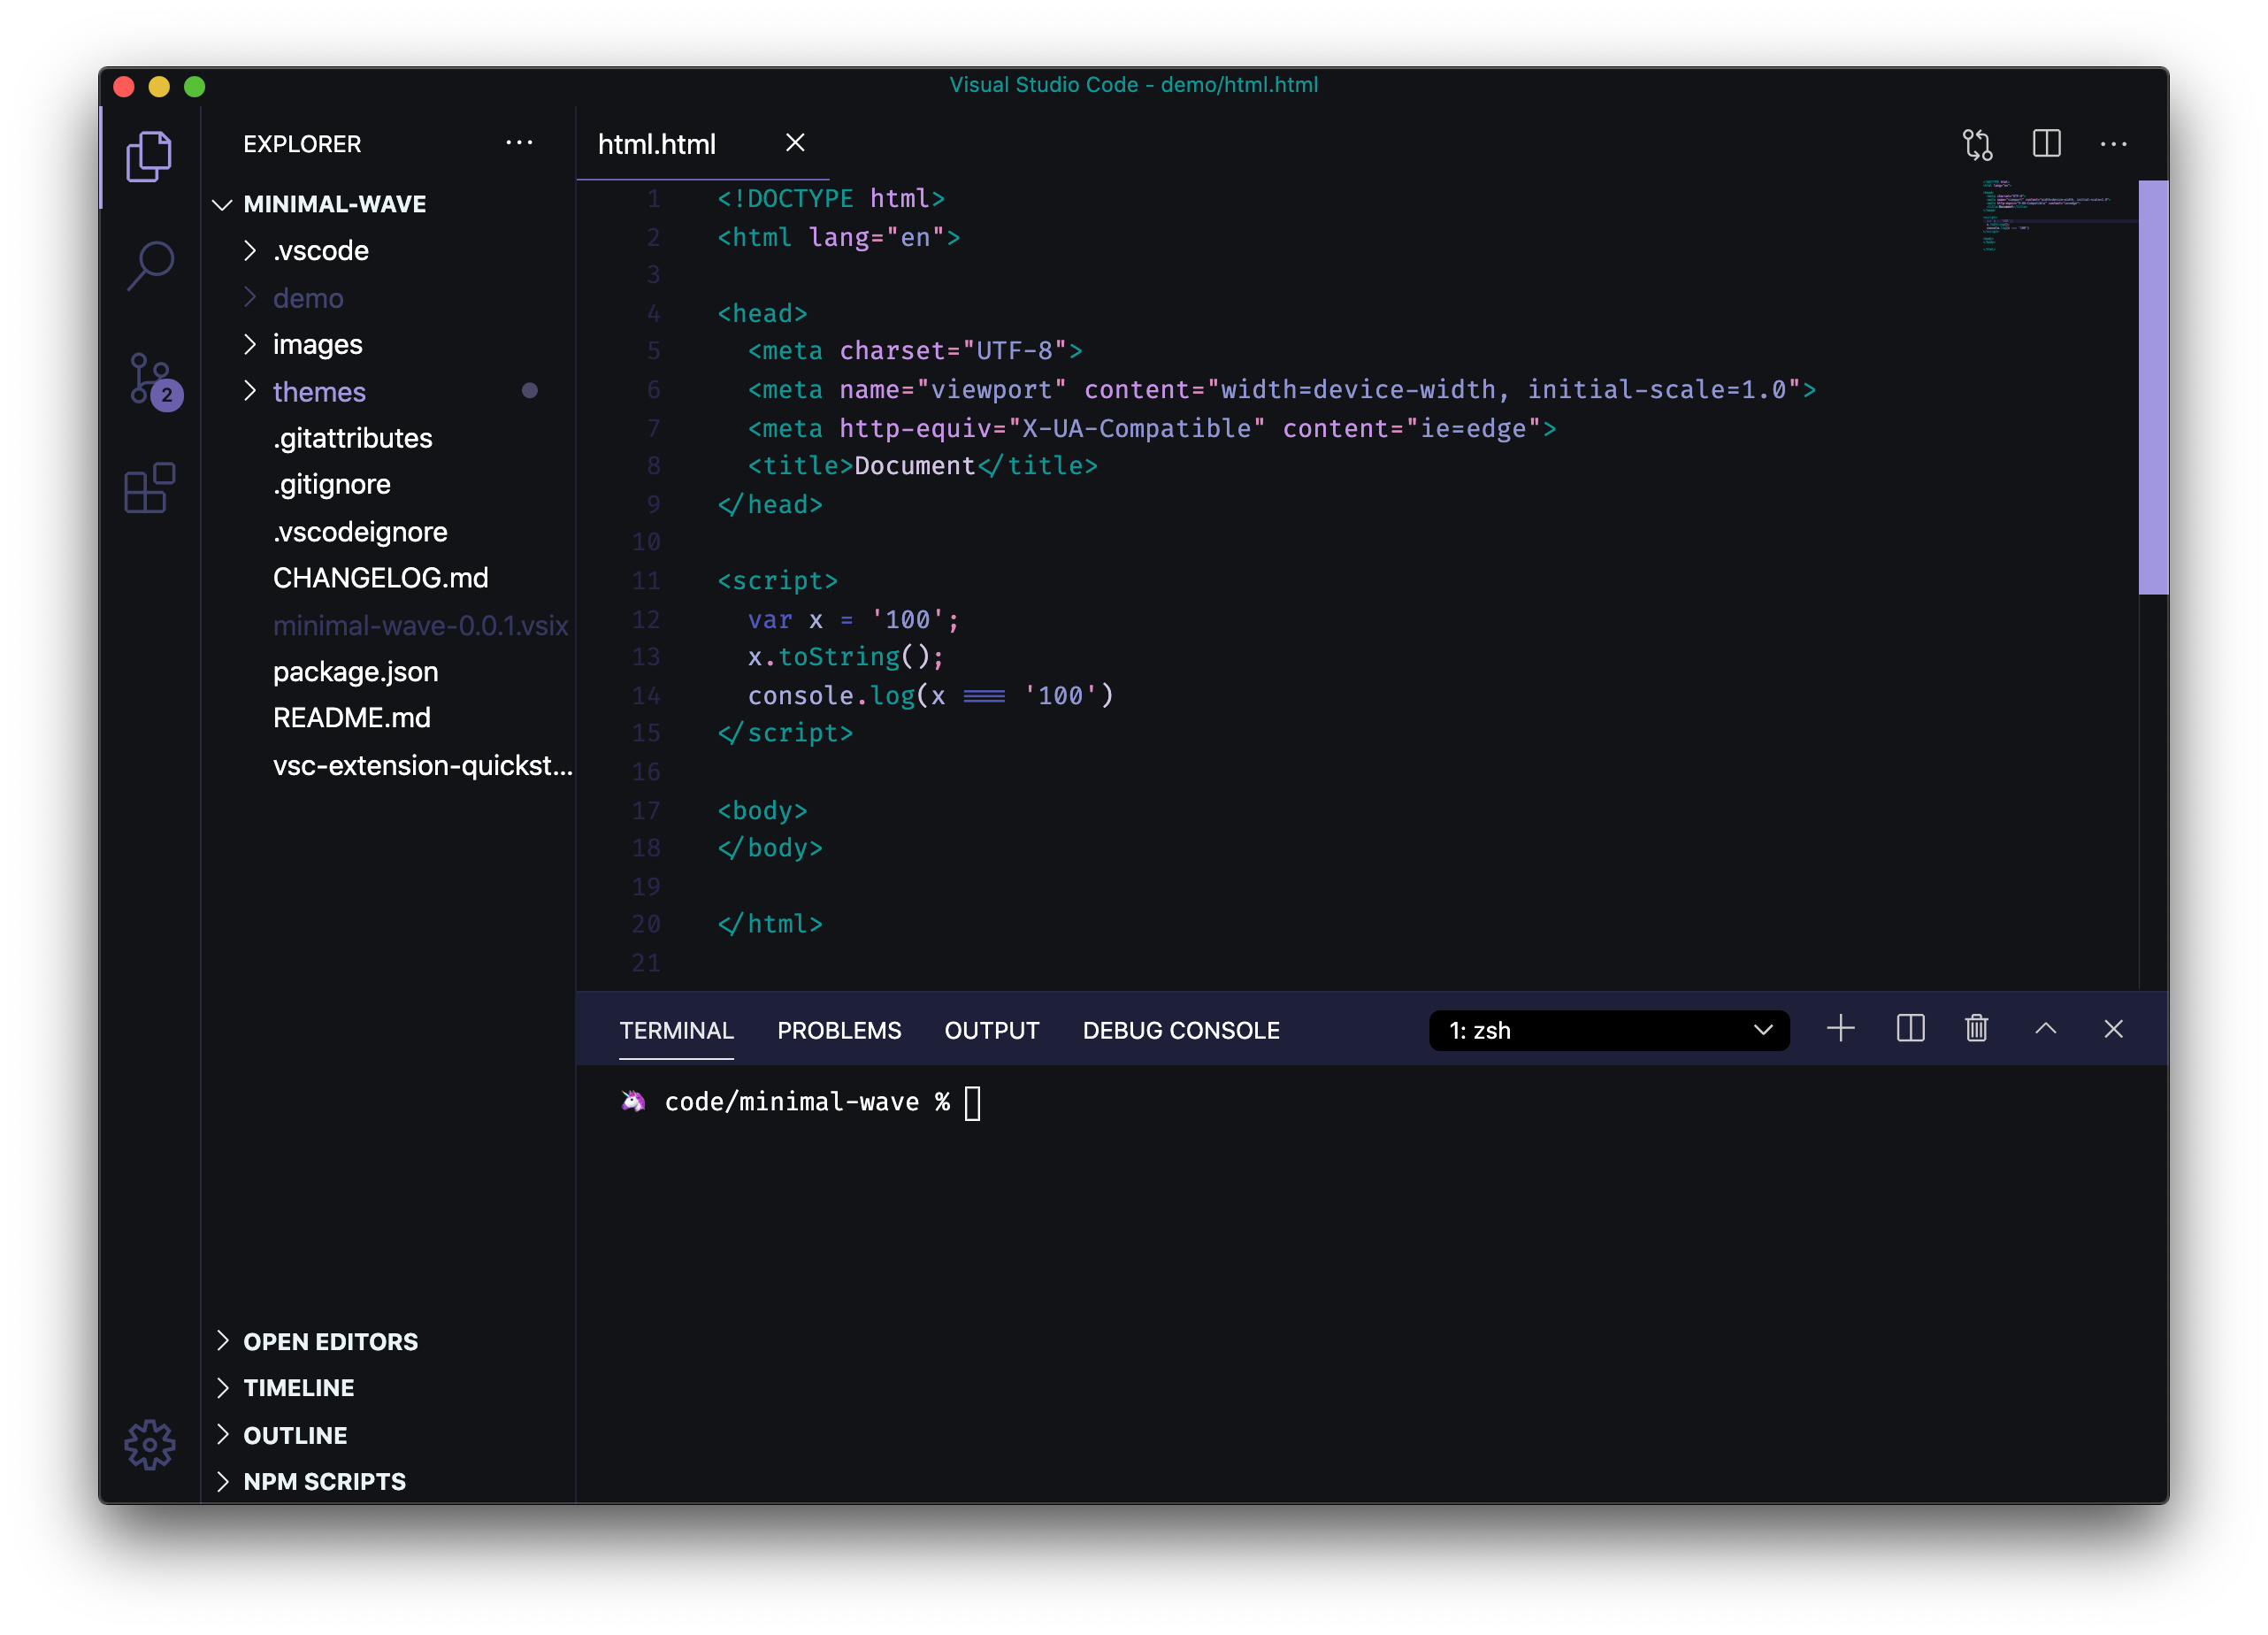 Visual Studio Code - demo/html.html
EXPLORER
MINIMAL-WAVE
.vscode
demo
images
themes
.gitattributes
.gitignore
.vscodeignore
CHANGELOG.md
minimal-wave-0.0.1.vsix
package.json
README.md
vsc-extension-quickst...
OPEN EDITORS
TIMELINE
OUTLINE
NPM SCRIPTS
2
html.html
1 <!DOCTYPE html>
2 <html lang="en">
3
4 <head>
5   <meta charset="UTF-8">
6   <meta name="viewport" content="width=device-width, initial-scale=1.0">
7   <meta http-equiv="X-UA-Compatible" content="ie=edge">
8   <title>Document</title>
9 </head>
10
11 <script>
12   var x = '100';
13   x.toString();
14   console.log(x === '100')
15 </script>
16
17 <body>
18 </body>
19
20 </html>
21
TERMINAL PROBLEMS OUTPUT DEBUG CONSOLE 1: zsh
🦄 code/minimal-wave %